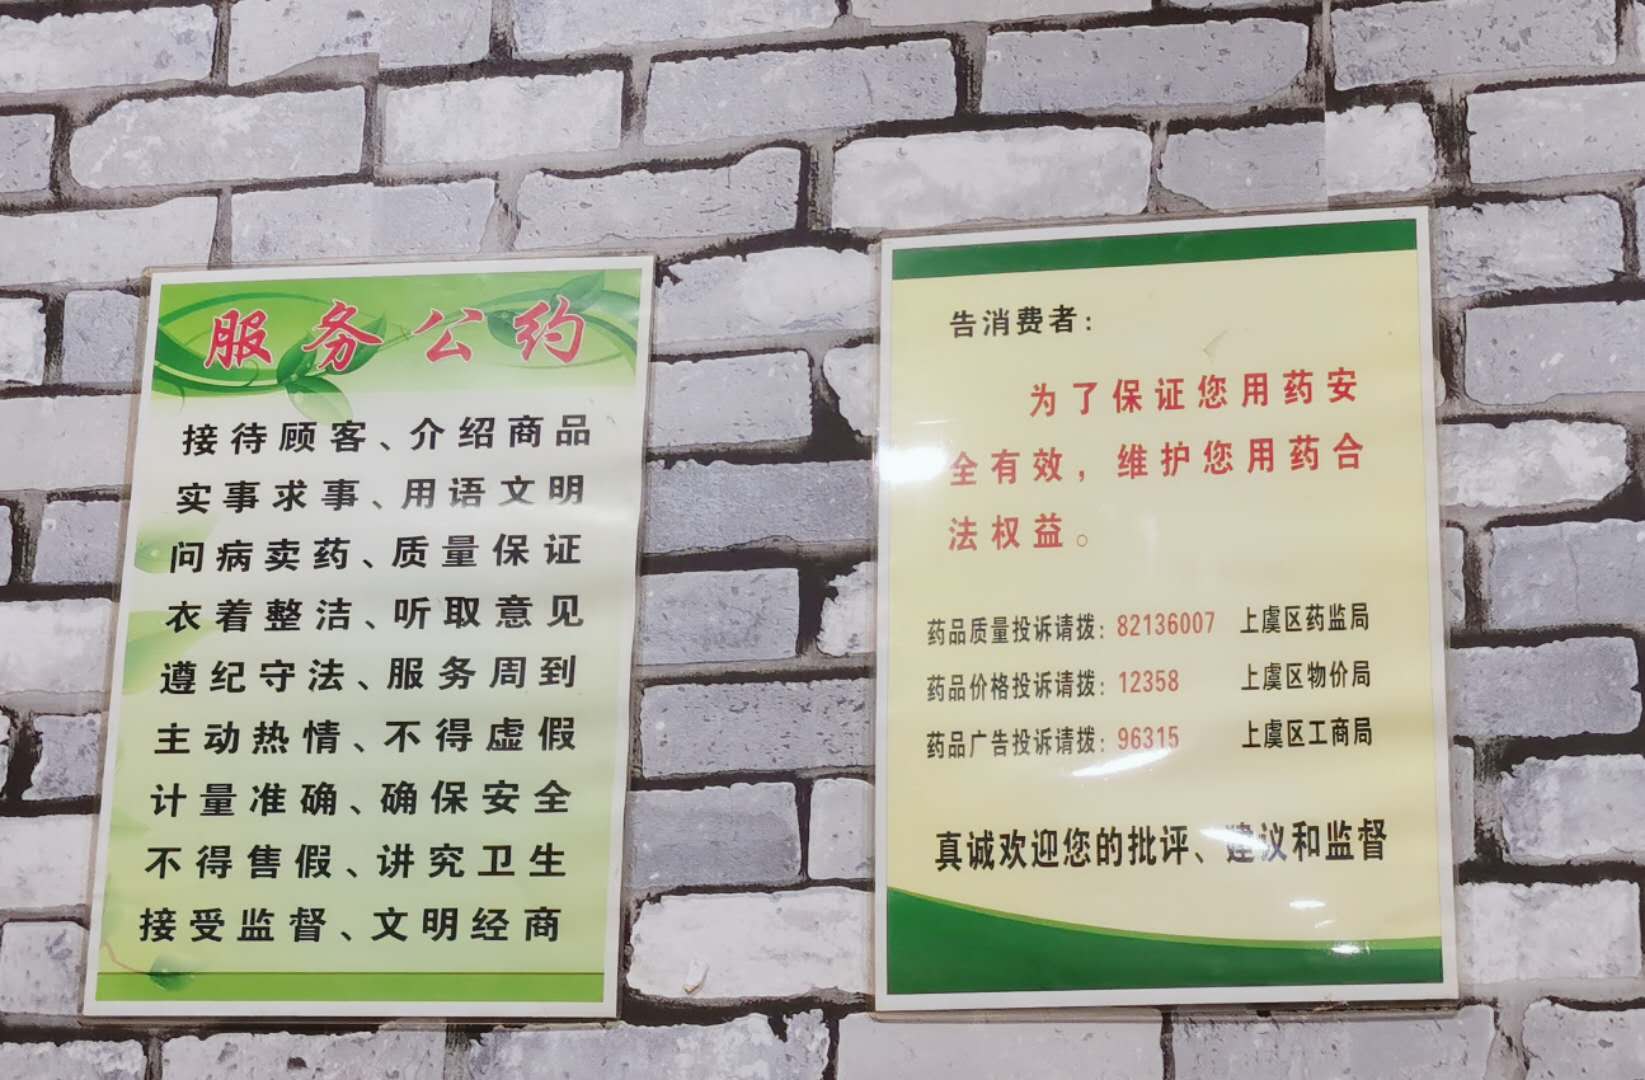 服务公约
接待顾客、介绍商品
实事求事、用语文明
问病卖药、质量保证
衣着整洁、听取意见
遵纪守法、服务周到
主动热情、不得虚假
计量准确、确保安全
不得售假、讲究卫生
接受监督、文明经商
告消费者：
为了保证您用药安
全有效，维护您用药合
法权益。
药品质量投诉请拨：82136007 上虞区药监局
药品价格投诉请拨：12358 上虞区物价局
药品广告投诉请拨：96315 上虞区工商局
真诚欢迎您的批评、建议和监督